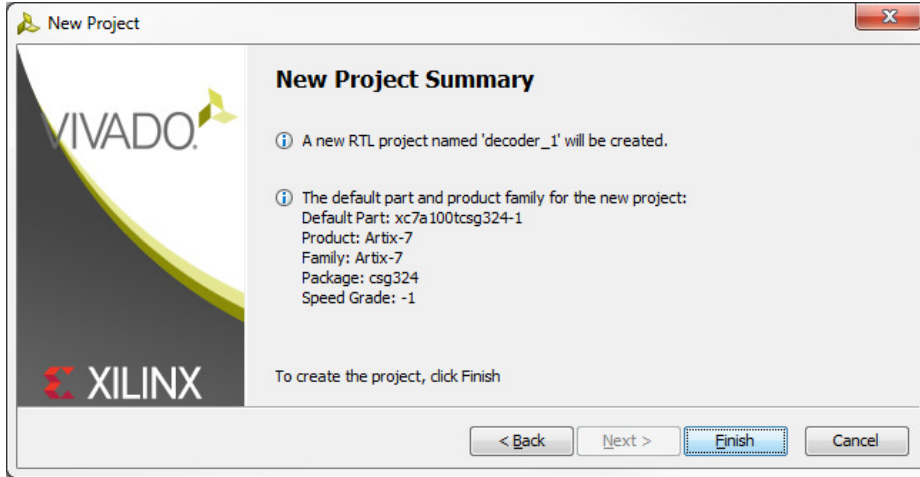 New Project
VIVADO.
New Project Summary
A new RTL project named 'decoder_1' will be created.
The default part and product family for the new project:
Default Part: xc7a100tcsg324-1
Product: Artix-7
Family: Artix-7
Package: csg324
Speed Grade: -1
XILINX
To create the project, click Finish
< Back
Next >
Finish
Cancel